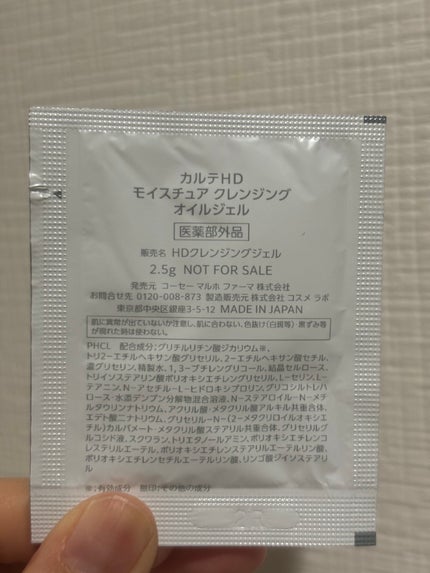 カルテHD
モイスチュア クレンジング
オイルジェル
医薬部外品
販売名 HDクレンジングジェル
2.5g NOT FOR SALE
発売元 コーセー マルホ ファーマ 株式会社
お問合せ先 0120-008-873 製造販売元 株式会社 コスメ ラボ
東京都中央区銀座3-5-12 MADE IN JAPAN
肌に異常が出ていないか注意し、肌に合わない、色抜け(白斑等) 黒ずみ等
が現れた時は使わない。
PHCL 配合成分;グリチルリチン酸ジカリウム※、
トリ2-エチルヘキサン酸グリセリル、2-エチルヘキサン酸セチル、
濃グリセリン、精製水、1,3-ブチレングリコール、結晶セルロース、
トリイソステアリン酸ポリオキシエチレングリセリル、L-セリン、L-
テアニン、N-アセチル-L-ヒドロキシプロリン、グリコシルトレハ
ロース・水添デンプン分解物混合溶液、N-ステアロイル-N-メチ
ルタウリンナトリウム、アクリル酸・メタクリル酸アルキル共重合体、
エデト酸二ナトリウム、グリセリル-N-(2-メタクリロイルオキシエ
チル)カルバメート・メタクリル酸ステアリル共重合体、グリセリルグ
ルコシド液、スクワラン、トリエタノールアミン、ポリオキシエチレンコ
レステリルエーテル、ポリオキシエチレンステアリルエーテルリン酸、
ポリオキシエチレンセチルエーテルリン酸、リンゴ酸ジイソステアリ
ル
※;有効成分 無印;その他の成分